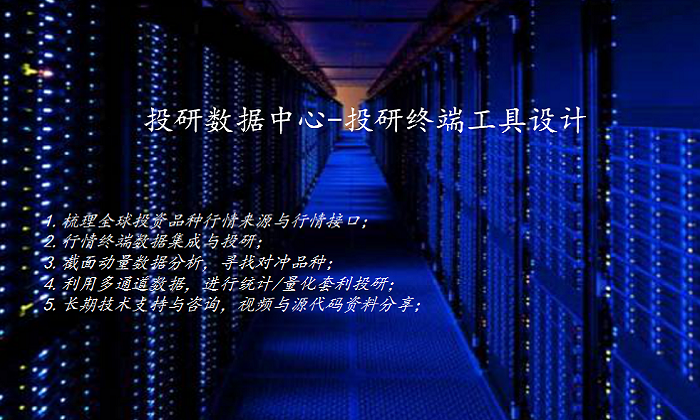 投研数据中心-投研终端工具设计
1. 梳理全球投资品种行情来源与行情接口；
2. 行情终端数据集成与投研；
3. 截面动量数据分析，寻找对冲品种；
4. 利用多通道数据，进行统计/量化套利投研；
5. 长期技术支持与咨询，视频与源代码资料分享；